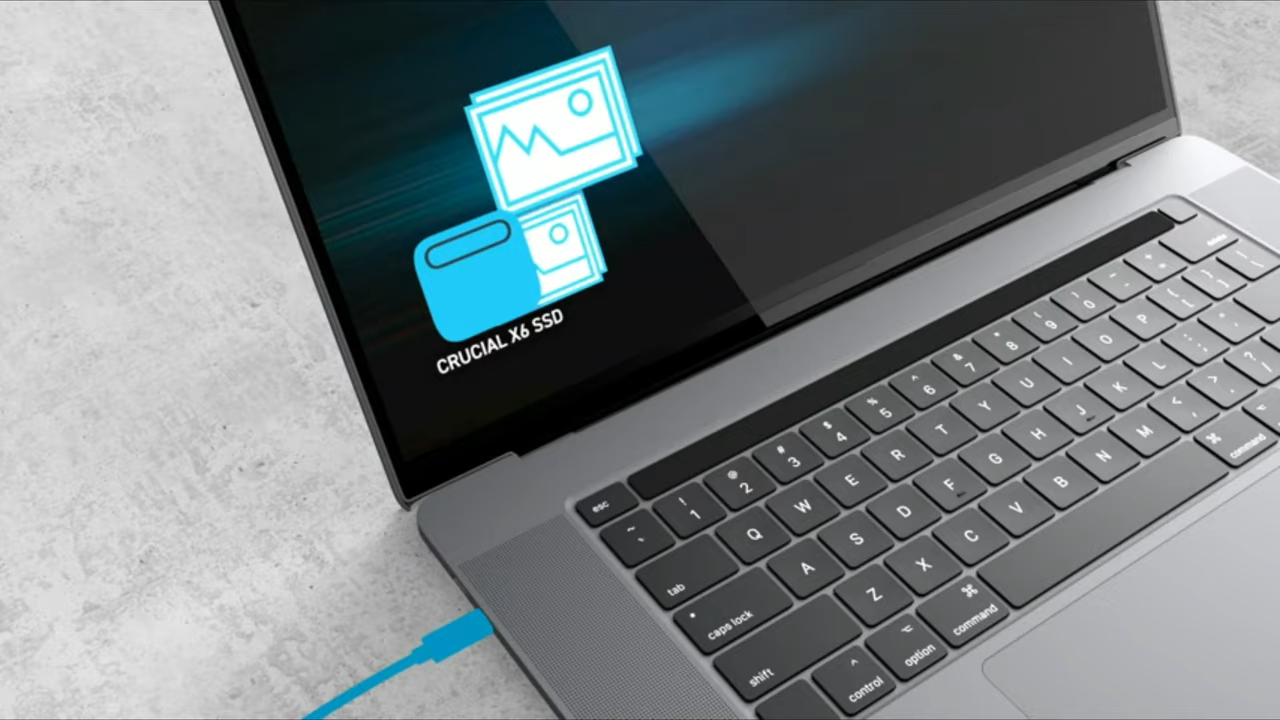 CRUCIAL X6 SSD
esc
~ `
! 1
@ 2
# 3
$ 4
% 5
^ 6
& 7
* 8
( 9
) 0
_ -
+ =
delete
tab
Q W E R T Y U I O P { [ } ] | \
caps lock
A S D F G H J K L : ; " '
shift
Z X C V B N M < , > . ? /
^ control
⌥ option
⌘ command
⌘ command
⌥